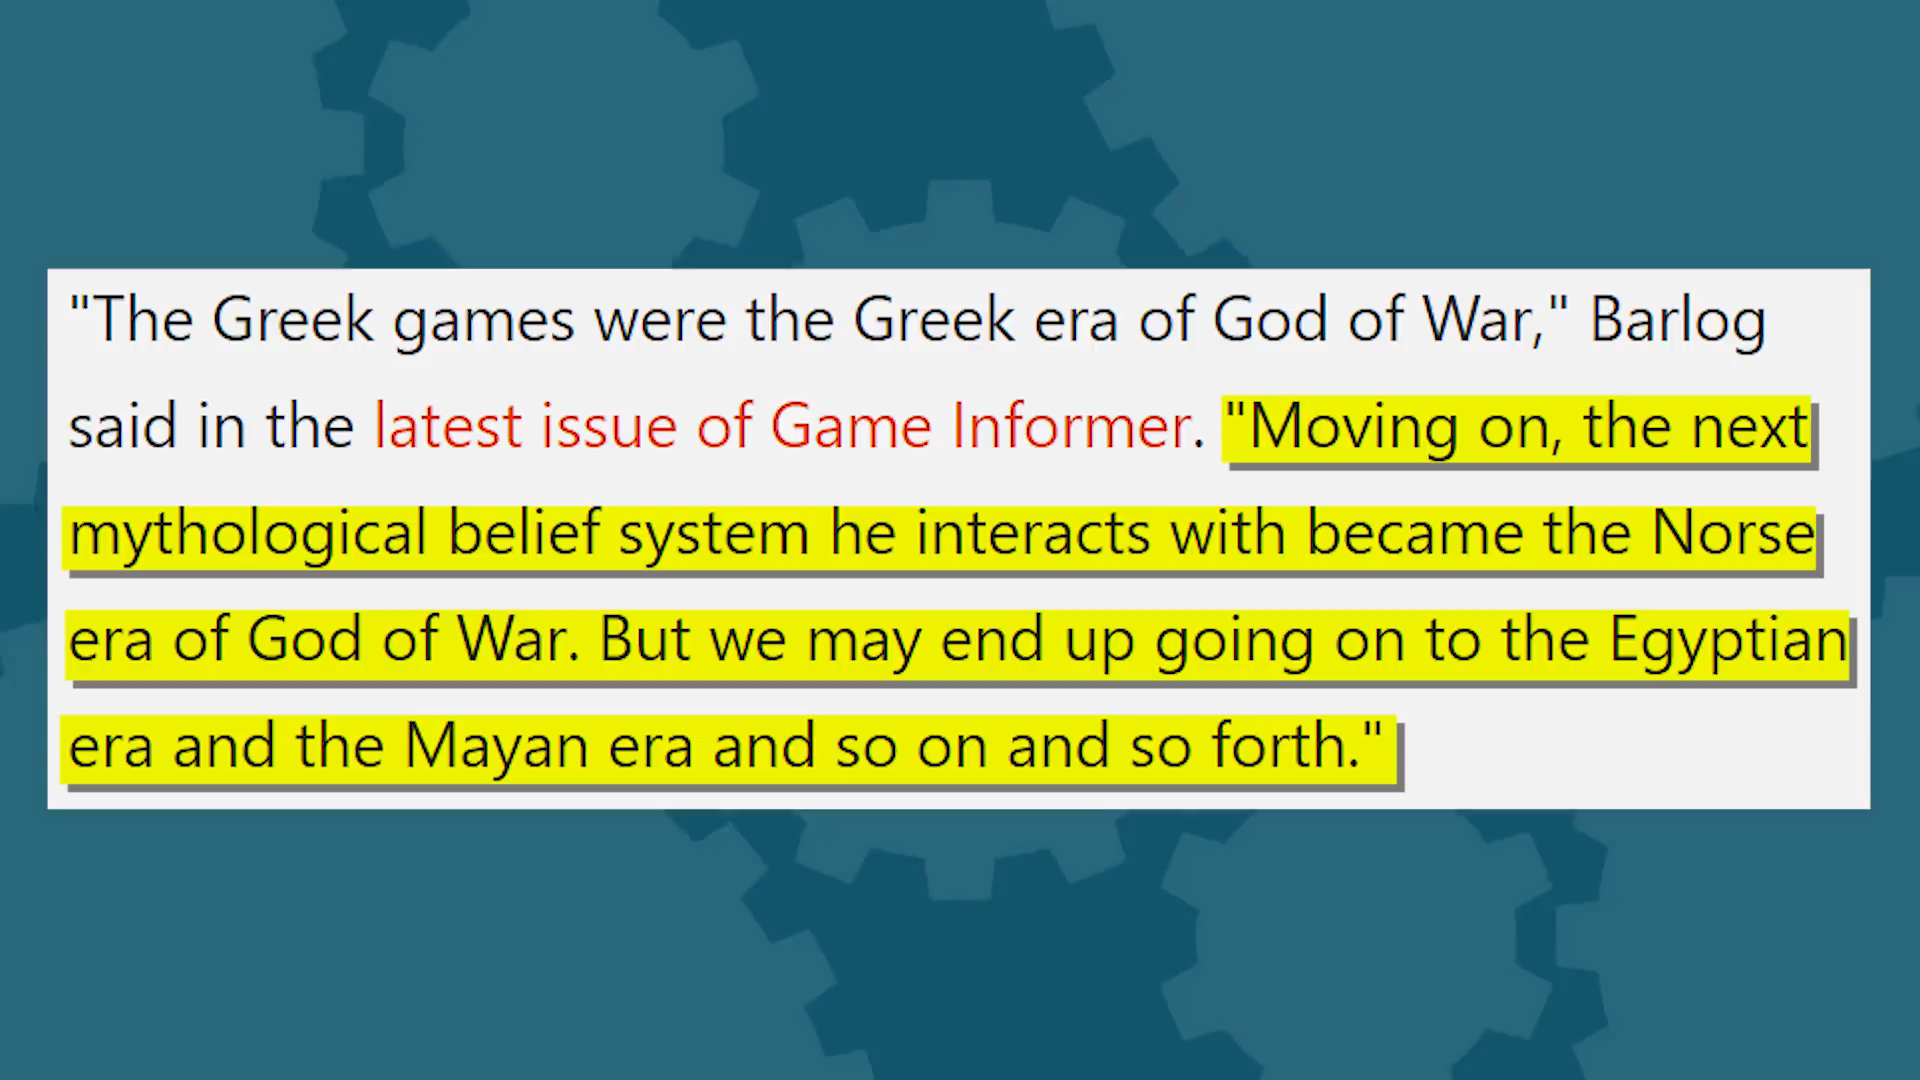 "The Greek games were the Greek era of God of War," Barlog
said in the latest issue of Game Informer. "Moving on, the next
mythological belief system he interacts with became the Norse
era of God of War. But we may end up going on to the Egyptian
era and the Mayan era and so on and so forth."